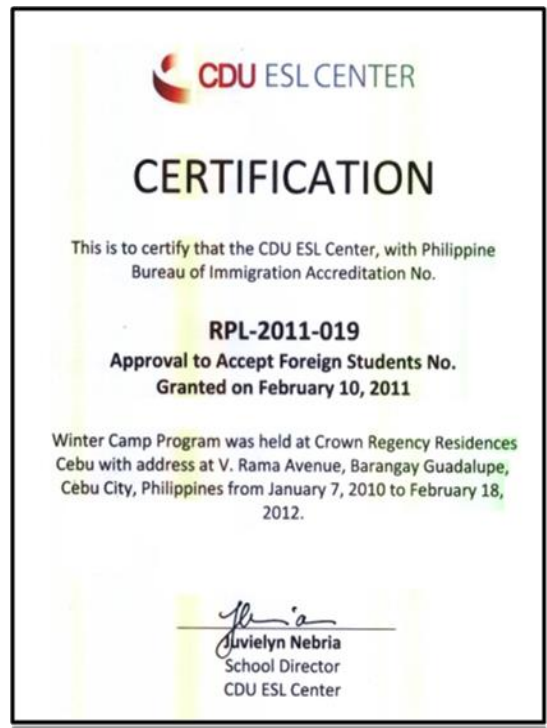 CDU ESL CENTER
CERTIFICATION
This is to certify that the CDU ESL Center, with Philippine
Bureau of Immigration Accreditation No.
RPL-2011-019
Approval to Accept Foreign Students No.
Granted on February 10, 2011
Winter Camp Program was held at Crown Regency Residences
Cebu with address at V. Rama Avenue, Barangay Guadalupe,
Cebu City, Philippines from January 7, 2010 to February 18,
2012.
Juvielyn Nebria
School Director
CDU ESL Center